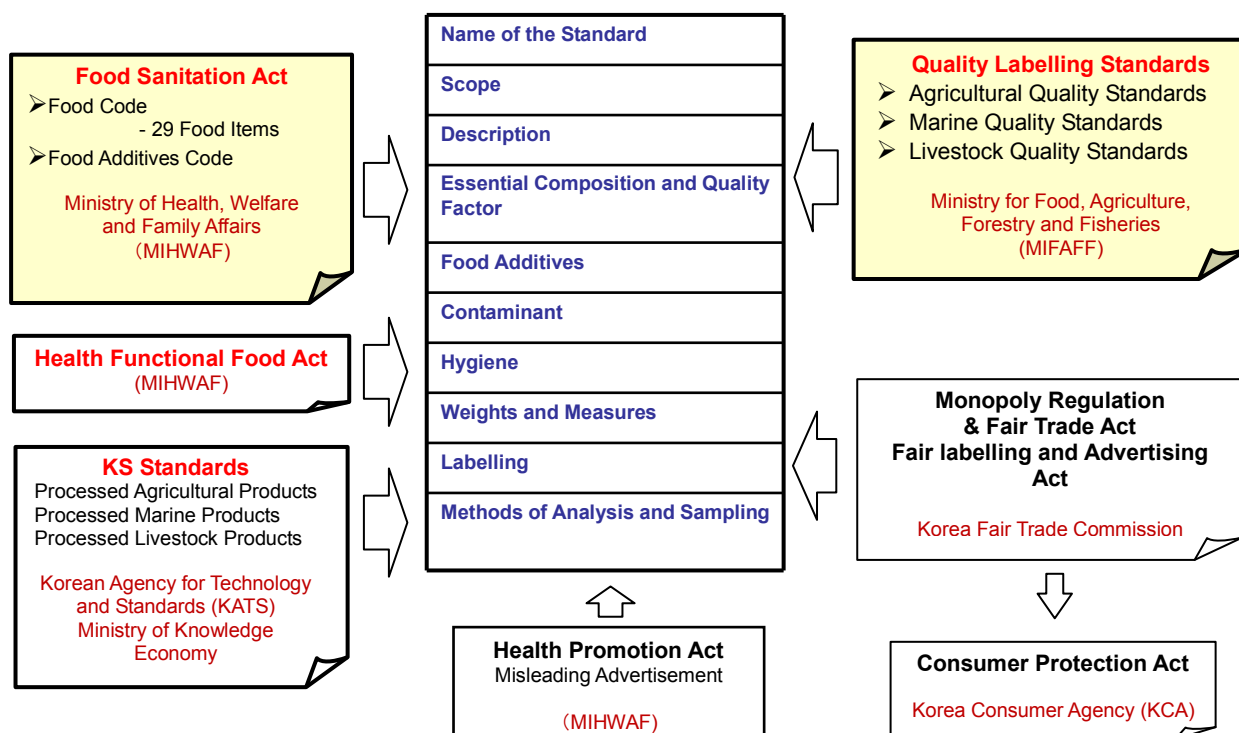 Food Sanitation Act
➢Food Code
- 29 Food Items
➢Food Additives Code
Ministry of Health, Welfare
and Family Affairs
(MIHWAF)
Health Functional Food Act
(MIHWAF)
KS Standards
Processed Agricultural Products
Processed Marine Products
Processed Livestock Products
Korean Agency for Technology
and Standards (KATS)
Ministry of Knowledge
Economy
Name of the Standard
Scope
Description
Essential Composition and Quality
Factor
Food Additives
Contaminant
Hygiene
Weights and Measures
Labelling
Methods of Analysis and Sampling
Health Promotion Act
Misleading Advertisement
(MIHWAF)
Quality Labelling Standards
➢ Agricultural Quality Standards
➢ Marine Quality Standards
➢ Livestock Quality Standards
Ministry for Food, Agriculture,
Forestry and Fisheries
(MIFAFF)
Monopoly Regulation
& Fair Trade Act
Fair labelling and Advertising
Act
Korea Fair Trade Commission
Consumer Protection Act
Korea Consumer Agency (KCA)